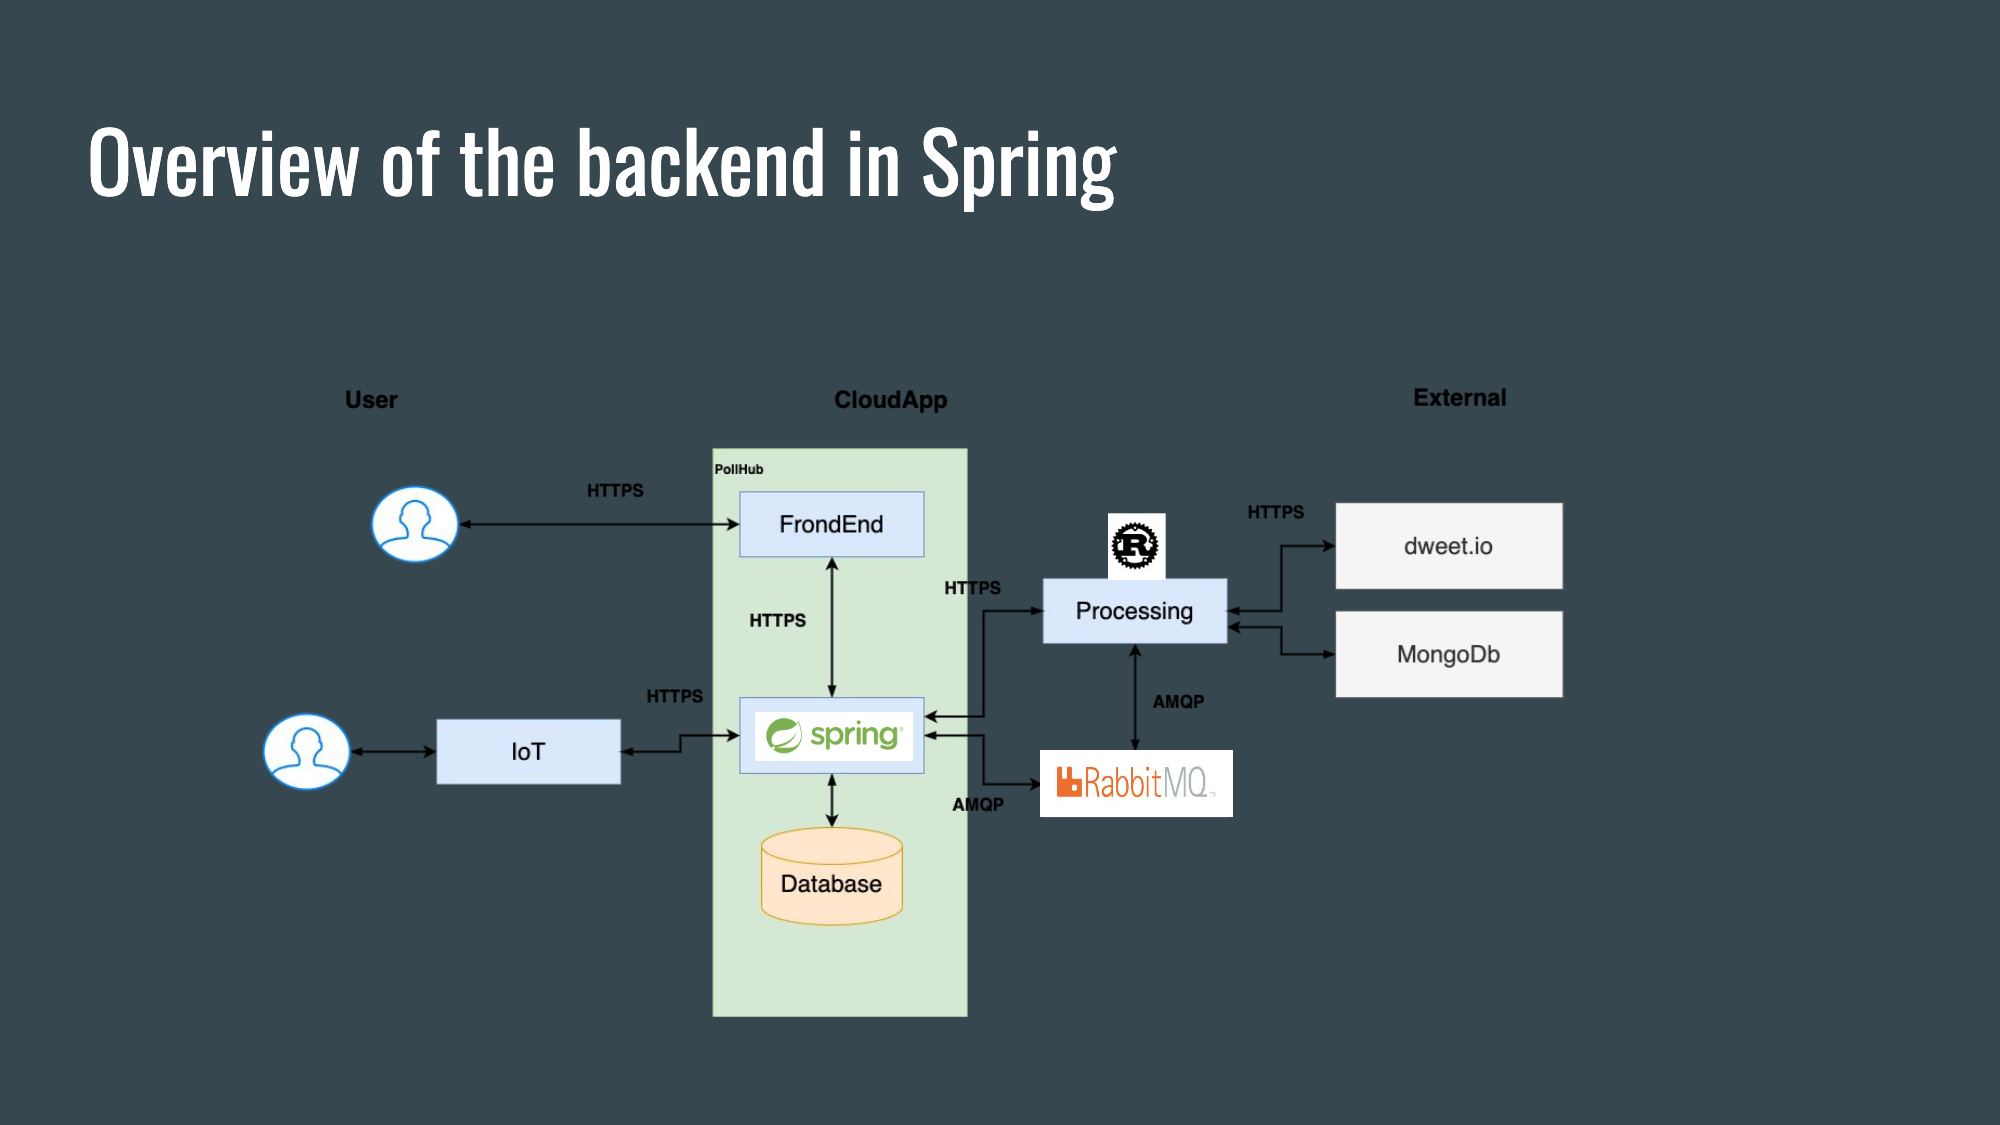 Overview of the backend in Spring
User
CloudApp
External
PollHub
HTTPS
FrondEnd
HTTPS
dweet.io
R
HTTPS
Processing
HTTPS
MongoDb
HTTPS
AMQP
IoT
spring
RabbitMQ
AMQP
Database